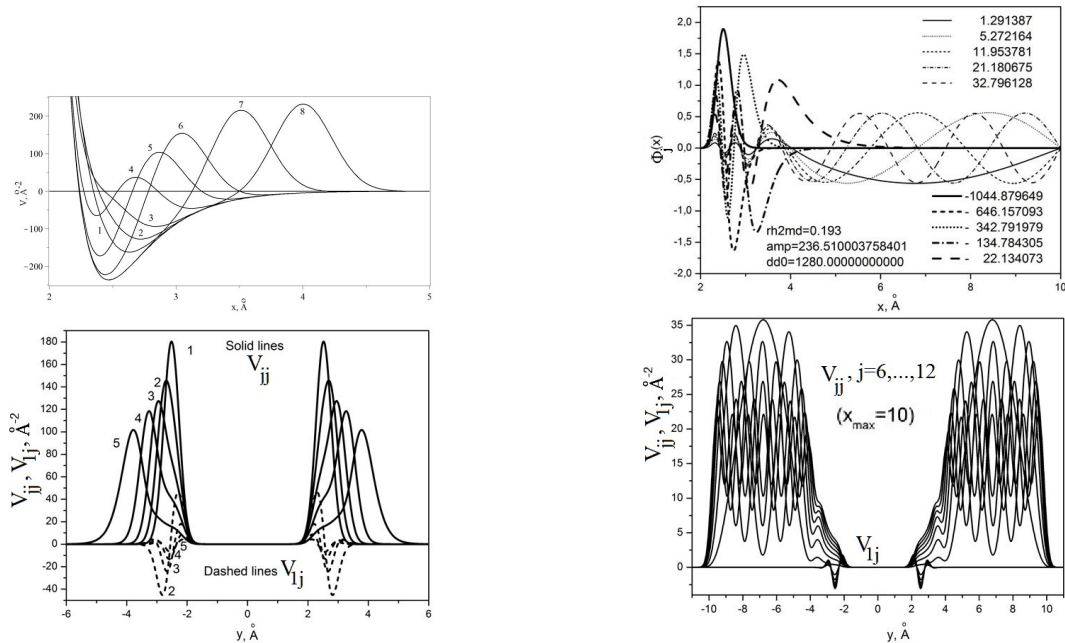 V, Å-2
200
100
0
-100
-200
1
2
3
4
5
6
7
8
2 3 4 5
x, Å
Φj(x)
2,0
1,5
1,0
0,5
0,0
-0,5
-1,0
-1,5
2,0
1.291387
5.272164
11.953781
21.180675
32.796128
-1044.879649
- 646.157093
- 342.791979
- 134.784305
- 22.134073
rh2md=0.193
amp=236.510003758401
dd0=1280.00000000000
2 4 6 8 10
x, Å
Vjj , V1j, Å-2
180
160
140
120
100
80
60
40
20
0
-20
-40
Solid lines
Vjj
1
2
3
4
5
5
4
3
2
Dashed lines V1j
-6 -4 -2 0 2 4 6
y, Å
Vjj, V1j, Å-2
35
30
25
20
15
10
5
0
Vjj , j=6,...,12
(xmax=10)
V1j
-10 -8 -6 -4 -2 0 2 4 6 8 10
y, Å